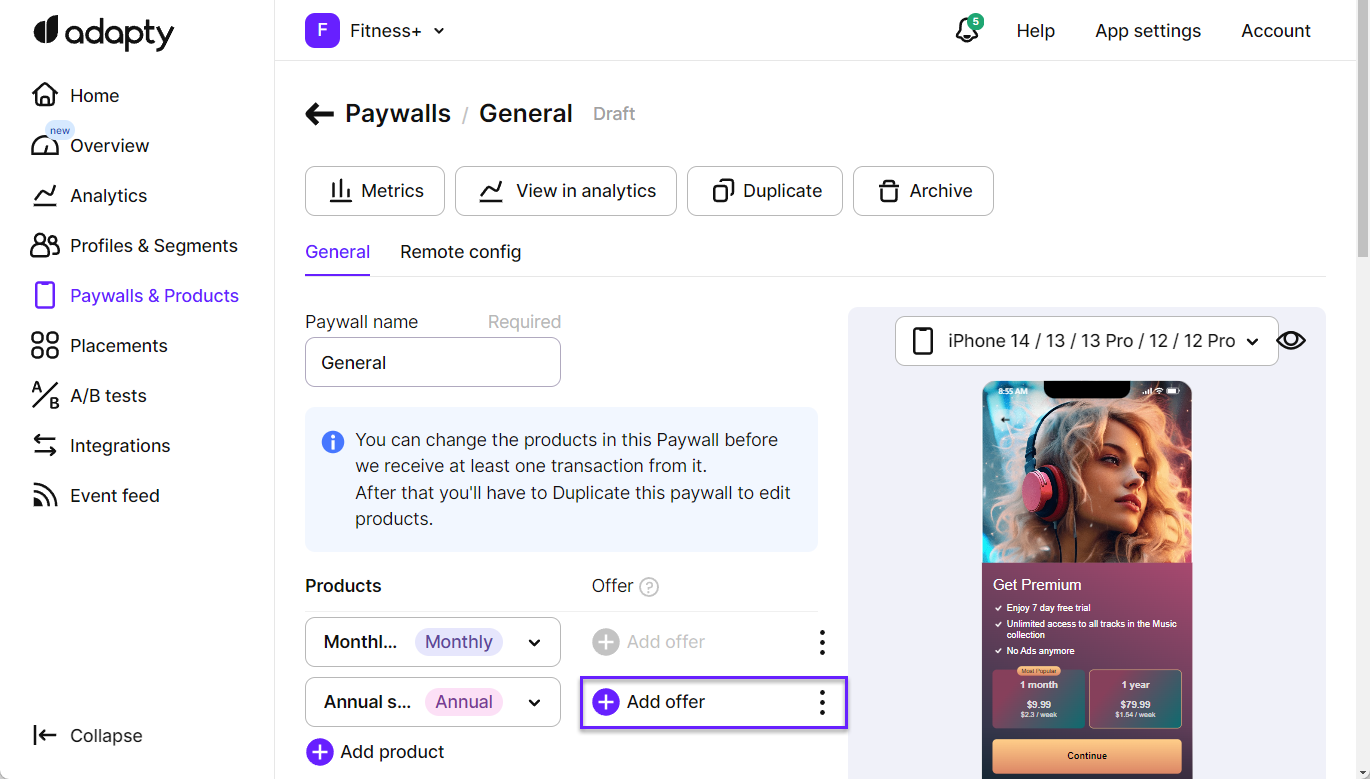 adapty
F Fitness+
5
Help
App settings
Account
Home
new
Overview
Analytics
Profiles & Segments
Paywalls & Products
Placements
A/B
A/B tests
Integrations
Event feed
Collapse
Paywalls / General Draft
Metrics
View in analytics
Duplicate
Archive
General
Remote config
Paywall name Required
General
You can change the products in this Paywall before
we receive at least one transaction from it.
After that you'll have to Duplicate this paywall to edit
products.
Products
Offer ?
Monthl... Monthly
Add offer
Annual s... Annual
Add offer
Add product
iPhone 14 / 13 / 13 Pro / 12 / 12 Pro
8:55 AM
Get Premium
Enjoy 7 day free trial
Unlimited access to all tracks in the Music
collection
No Ads anymore
Most Popular
1 month
$9.99
$2.3 / week
1 year
$79.99
$1.54 / week
Continue